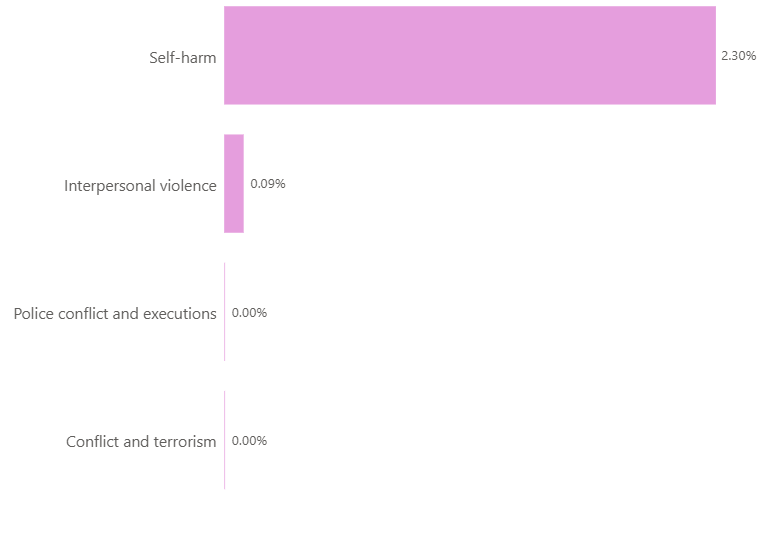 Self-harm 2.30%
Interpersonal violence 0.09%
Police conflict and executions 0.00%
Conflict and terrorism 0.00%